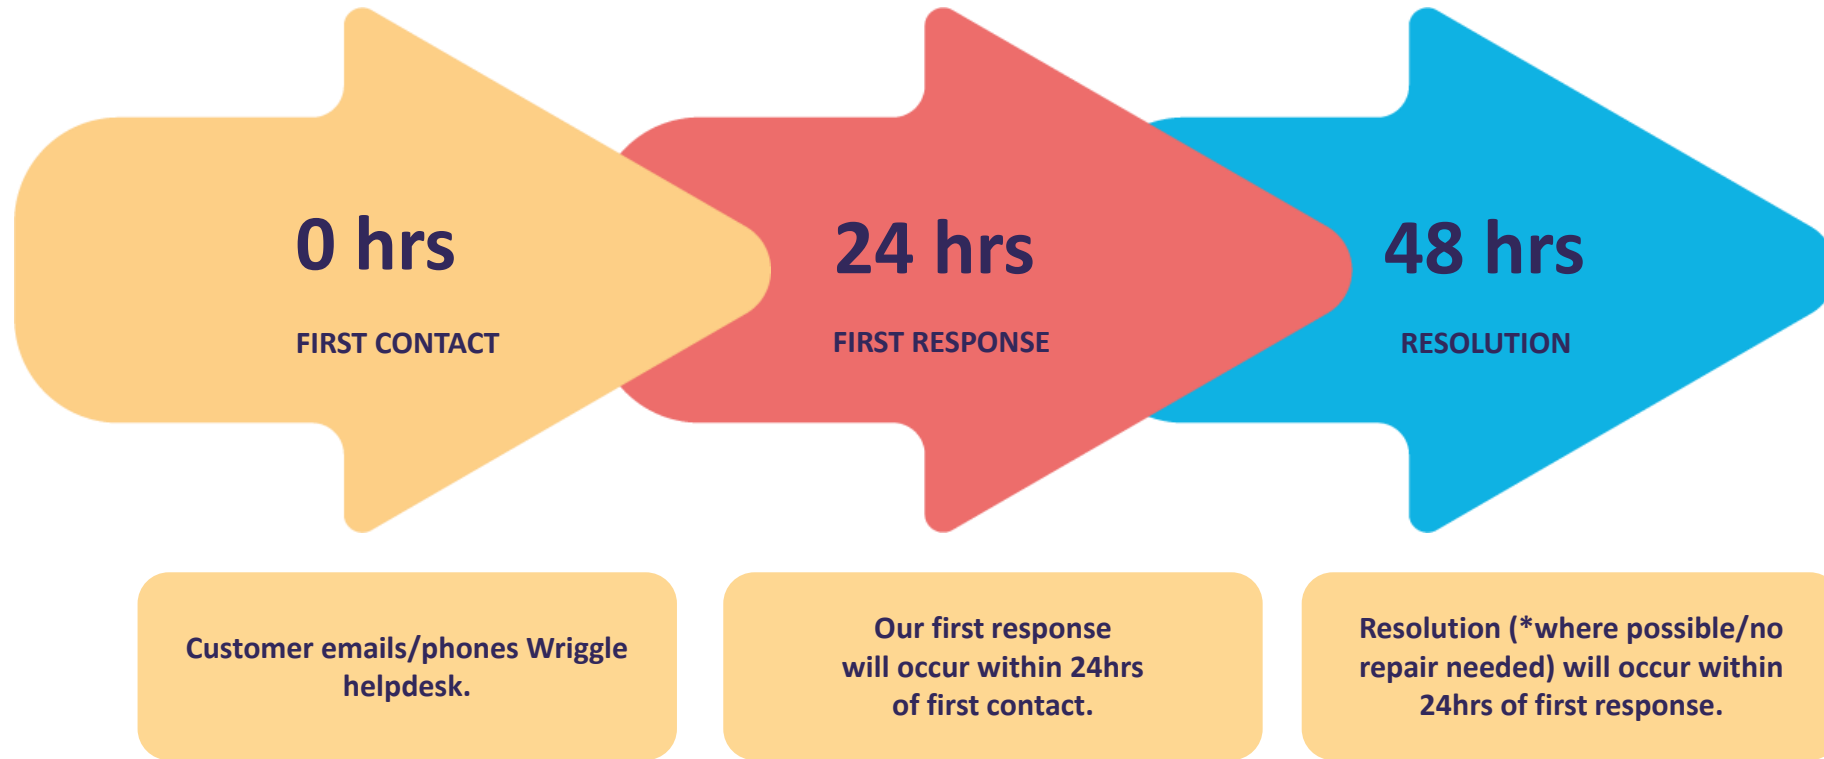 0 hrs
FIRST CONTACT
24 hrs
FIRST RESPONSE
48 hrs
RESOLUTION
Customer emails/phones Wriggle
helpdesk.
Our first response
will occur within 24hrs
of first contact.
Resolution (*where possible/no
repair needed) will occur within
24hrs of first response.